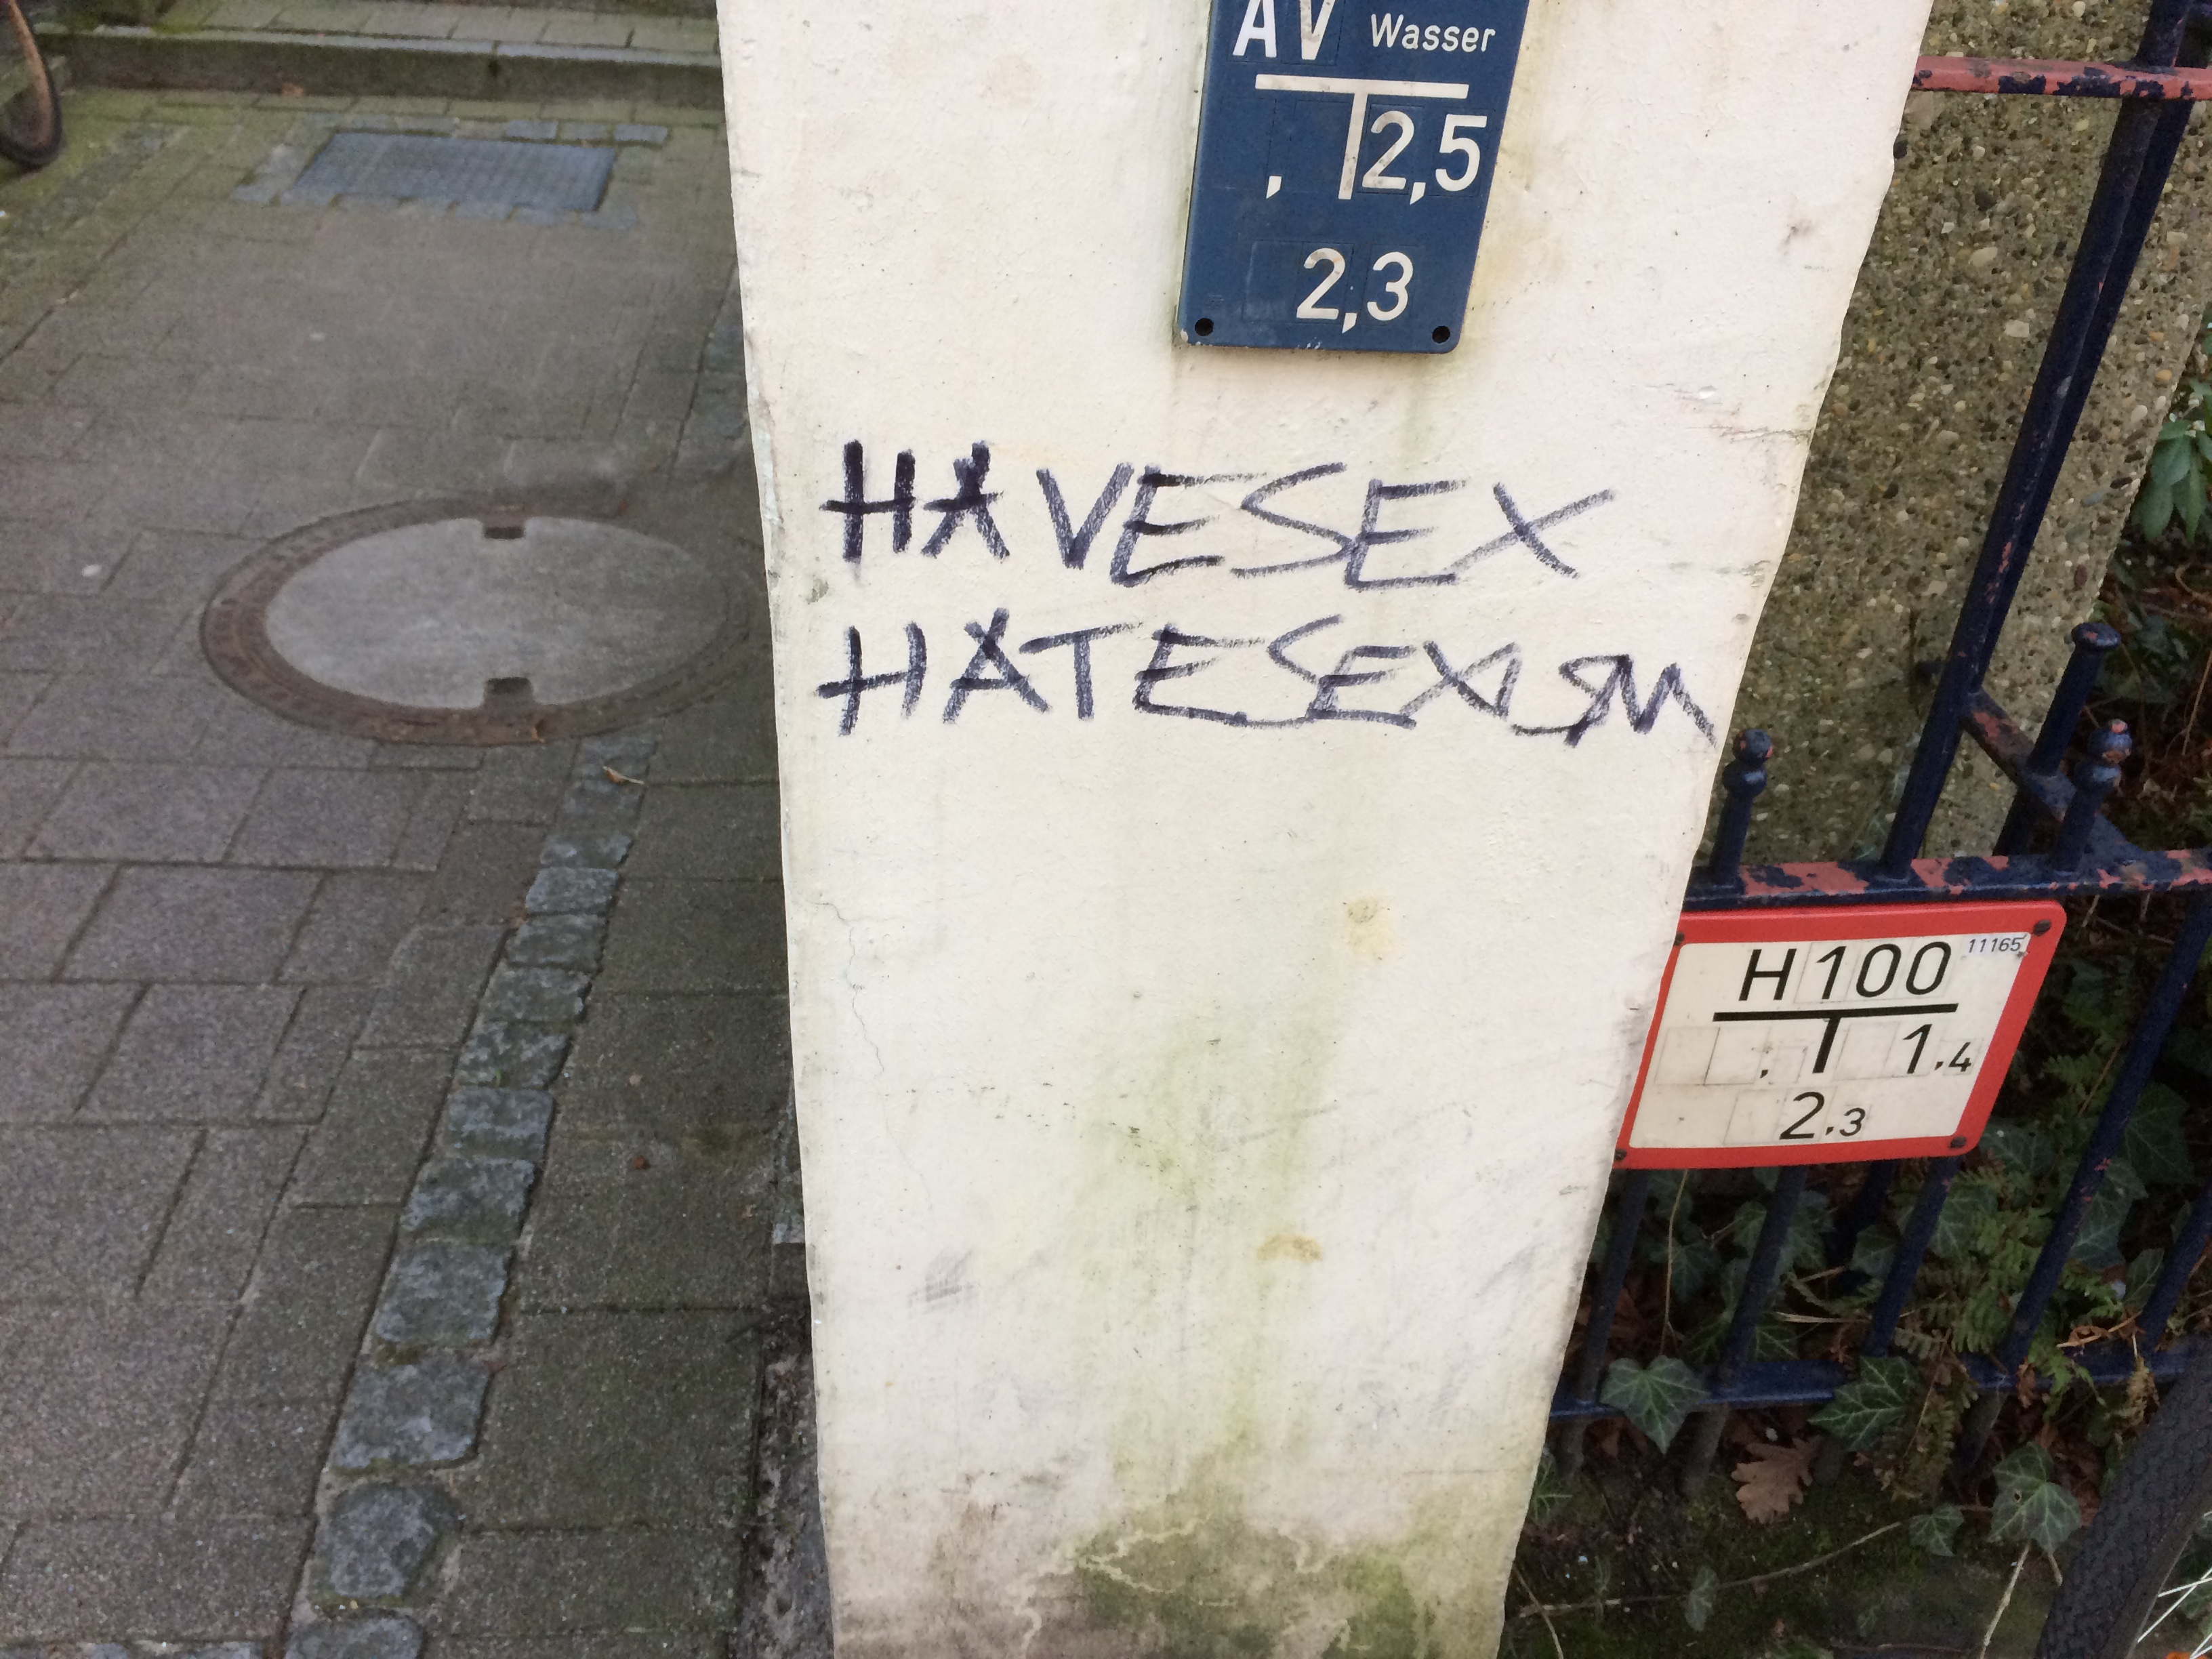 AV Wasser
, 2,5
2,3
HAVESEX
HATESEXISM
H100 11165
, 1,4
2,3